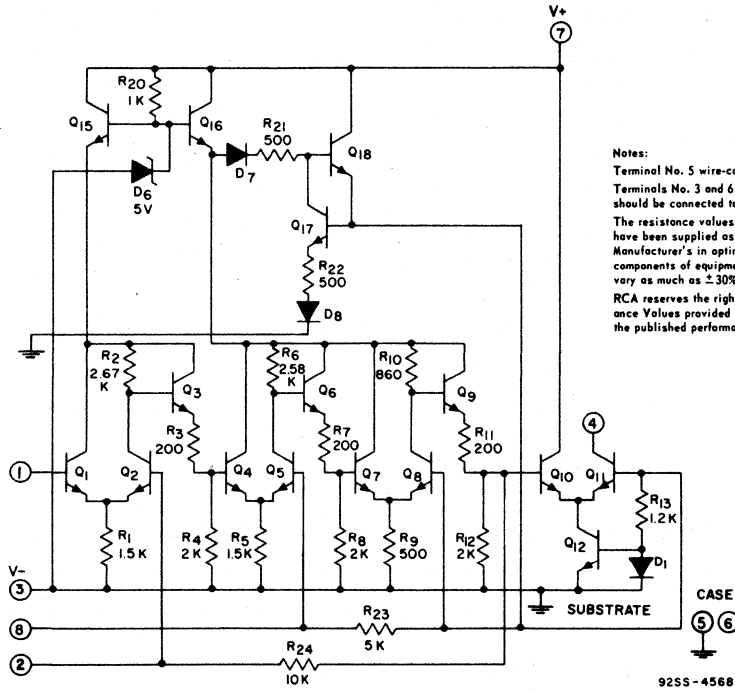 V+
7
R20
1K
Q15
Q16
R21
500
Q18
D7
D6
5V
Q17
R22
500
D8
Notes:
Terminal No. 5 wire-co
Terminals No. 3 and 6
should be connected to
The resistance values
have been supplied as
Manufacturer's in optim
components of equipme
vary as much as ±30%
RCA reserves the righ
ance Values provided
the published performa
R2
2.67
K
Q3
R6
2.58
K
Q6
R10
860
Q9
R3
200
R7
200
R11
200
4
1
Q1
Q2
Q4
Q5
Q7
Q8
Q10
Q11
R13
1.2K
R1
1.5K
R4
2K
R5
1.5K
R8
2K
R9
500
R12
2K
Q12
D1
V-
3
SUBSTRATE
CASE
8
R23
5K
5
6
2
R24
10K
92SS-4568